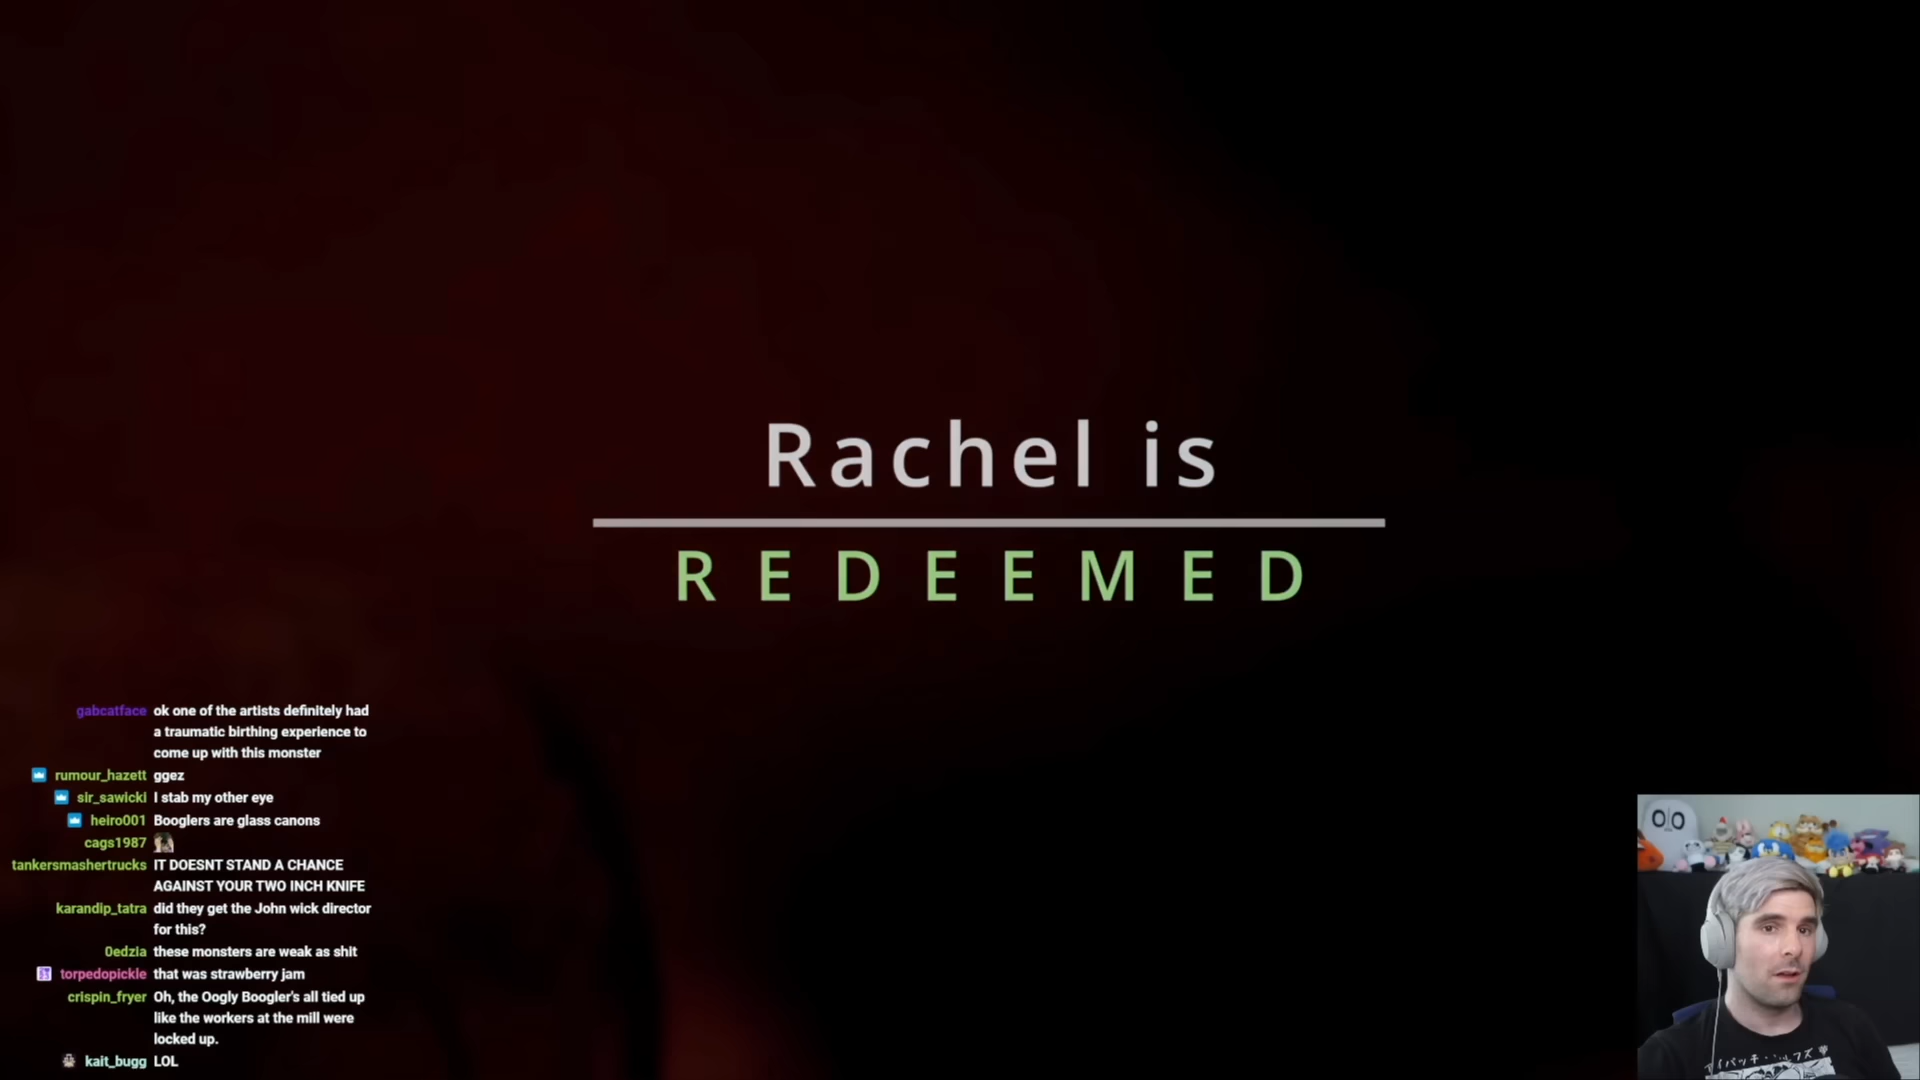 Rachel is
REDEEMED
gabcatface ok one of the artists definitely had
a traumatic birthing experience to
come up with this monster
rumour_hazett ggez
sir_sawicki I stab my other eye
heiro001 Booglers are glass canons
cags1987
tankersmashertrucks IT DOESNT STAND A CHANCE
AGAINST YOUR TWO INCH KNIFE
karandip_tatra did they get the John wick director
for this?
0edzia these monsters are weak as shit
torpedopickle that was strawberry jam
crispin_fryer Oh, the Oogly Boogler's all tied up
like the workers at the mill were
locked up.
kait_bugg LOL